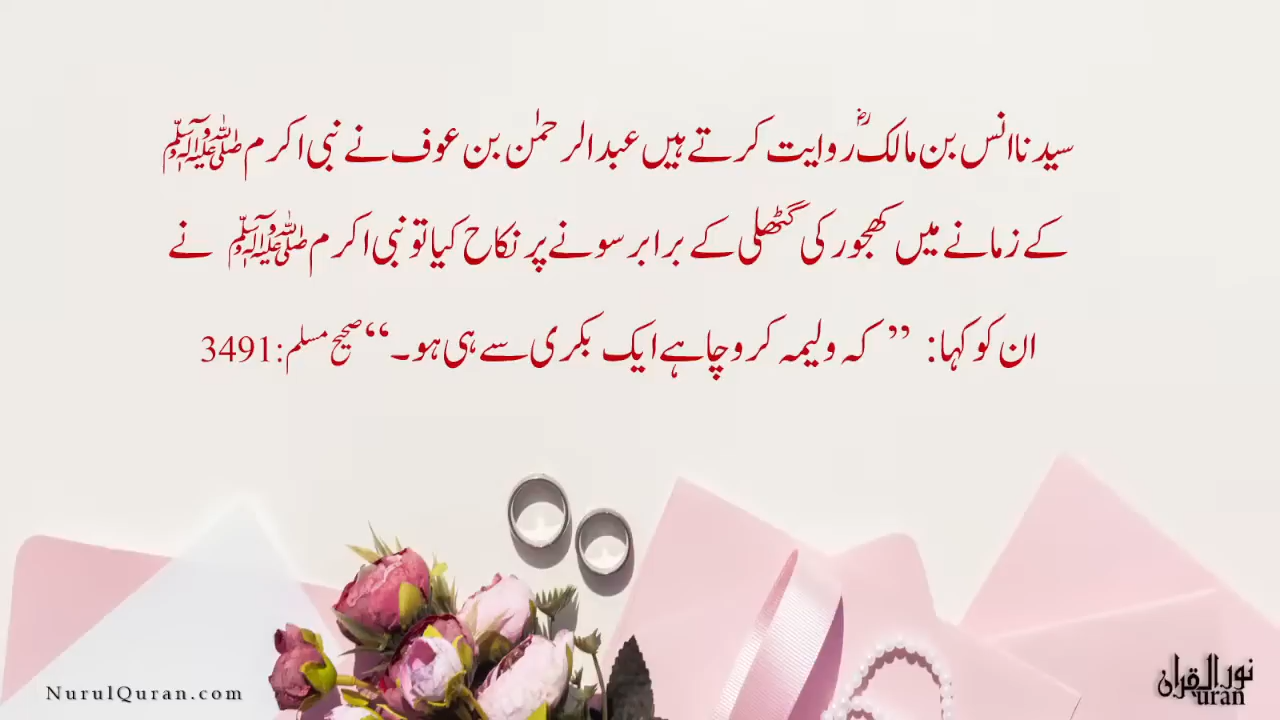 سیدنا انس بن مالکؓ روایت کرتے ہیں عبدالرحمٰن بن عوف نے نبی اکرم ﷺ
کے زمانے میں کھجور کی گٹھلی کے برابر سونے پر نکاح کیا تو نبی اکرم ﷺ نے
ان کو کہا: ’’ کہ ولیمہ کرو چاہے ایک بکری سے ہی ہو۔‘‘ صحیح مسلم:3491
NurulQuran.com
نور القرآن
uran